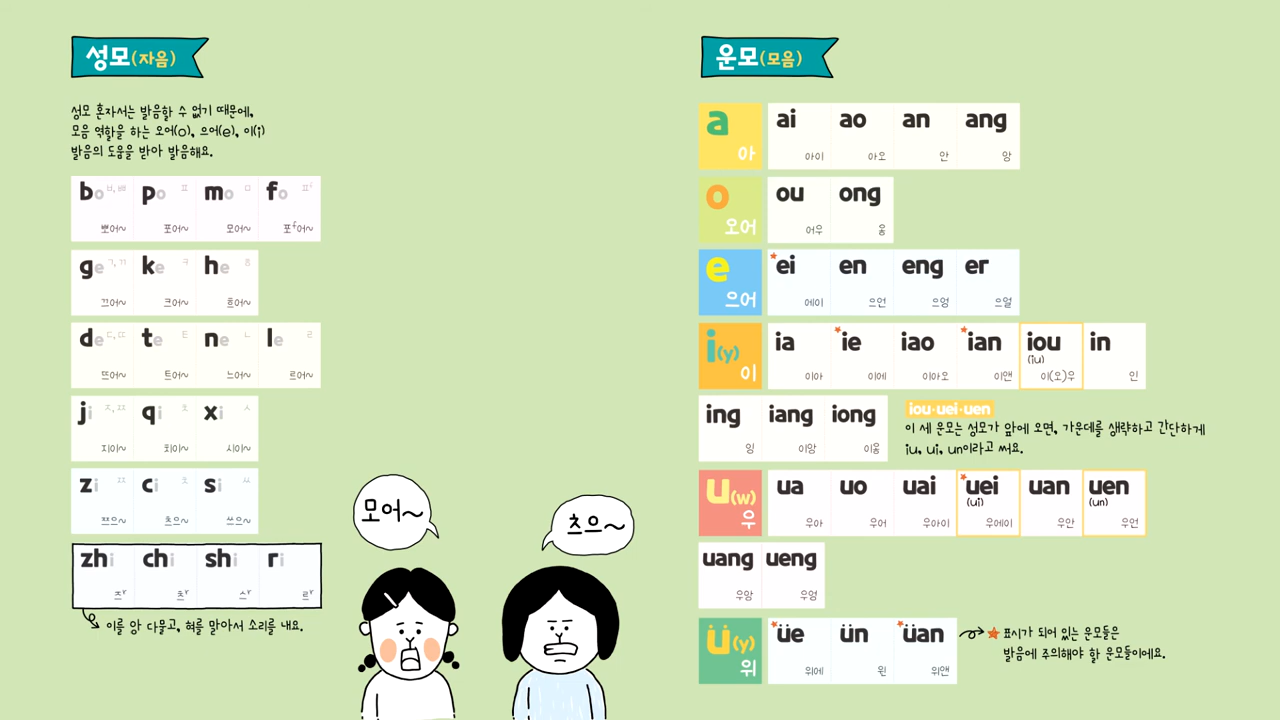 성모(자음)
성모 혼자서는 발음할 수 없기 때문에,
모음 역할을 하는 오어(o), 으어(e), 이(i)
발음의 도움을 받아 발음해요.
bo ㅂ,ㅃ po ㅍ mo ㅁ fo ㅍf
뽀어~ 포어~ 모어~ 포f어~
ge ㄱ,ㄲ ke ㅋ he ㅎ
끄어~ 크어~ 흐어~
de ㄷ,ㄸ te ㅌ ne ㄴ le ㄹ
뜨어~ 트어~ 느어~ 르어~
ji ㅈ,ㅉ qi ㅊ xi ㅅ
지이~ 치이~ 시이~
zi ㅉ ci ㅊ si ㅆ
쯔으~ 츠으~ 쓰으~
zhi chi shi ri
즈r 츠r 스r 르r
이를 앙 다물고, 혀를 말아서 소리를 내요.
모어~
츠으~
운모(모음)
a ai ao an ang
아 아이 아오 안 앙
o ou ong
오어 어우 옹
e ★ei en eng er
으어 에이 으언 으엉 으얼
i(y) ia ★ie iao ★ian iou (iu) in
이 이아 이에 이아오 이앤 이(오)우 인
ing iang iong
잉 이앙 이옹
iou·uei·uen
이 세 운모는 성모가 앞에 오면, 가운데를 생략하고 간단하게
iu, ui, un이라고 써요.
u(w) ua uo uai ★uei (ui) uan uen (un)
우 우아 우어 우아이 우에이 우안 우언
uang ueng
우앙 우엉
ü(y) ★üe ün ★üan
위 위에 윈 위앤
★표시가 되어 있는 운모들은
발음에 주의해야 할 운모들이에요.